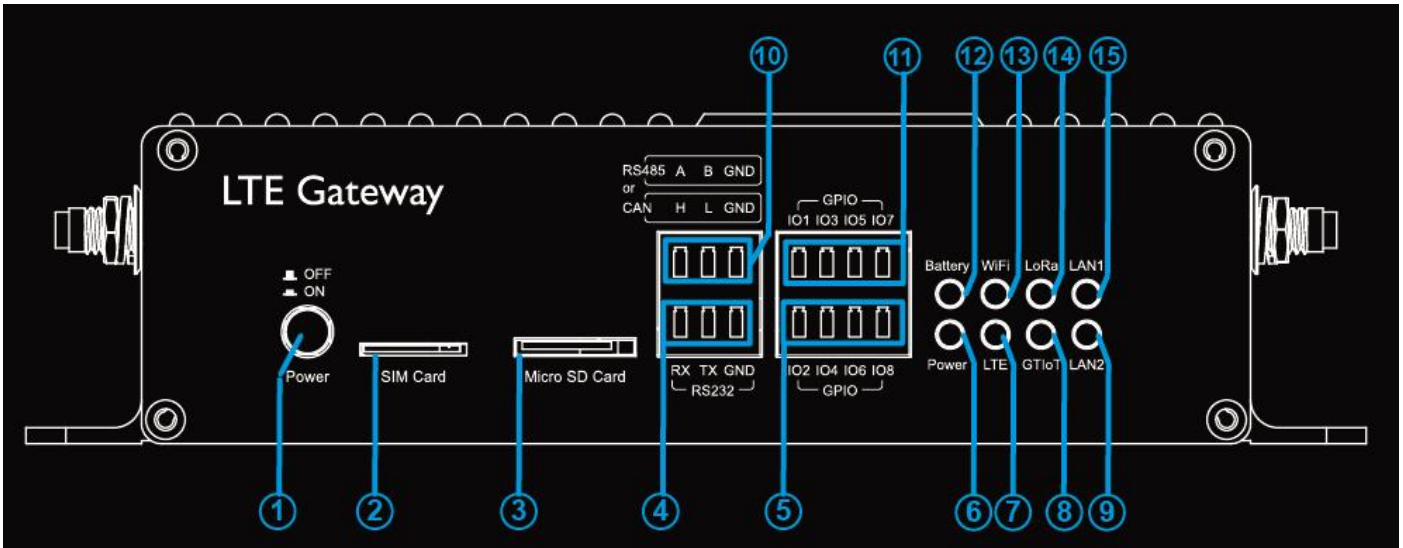 10 11 12 13 14 15
RS485 A B GND
or
CAN H L GND
LTE Gateway
GPIO
IO1 IO3 IO5 IO7
OFF
ON
Battery WiFi LoRa LAN1
Power
SIM Card
Micro SD Card
RX TX GND
RS232
IO2 IO4 IO6 IO8
GPIO
Power LTE GTIoT LAN2
1 2 3 4 5 6 7 8 9